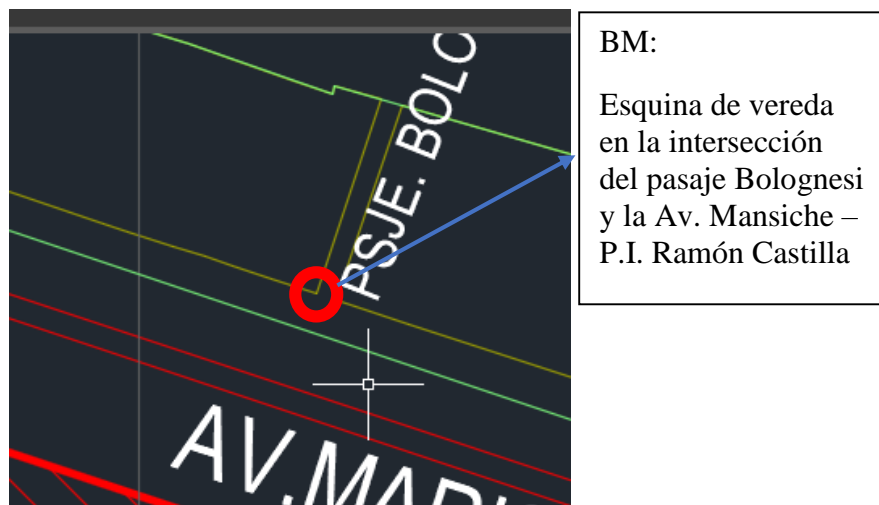 PSJE. BOLO
AV.MARI
BM:
Esquina de vereda
en la intersección
del pasaje Bolognesi
y la Av. Mansiche –
P.I. Ramón Castilla